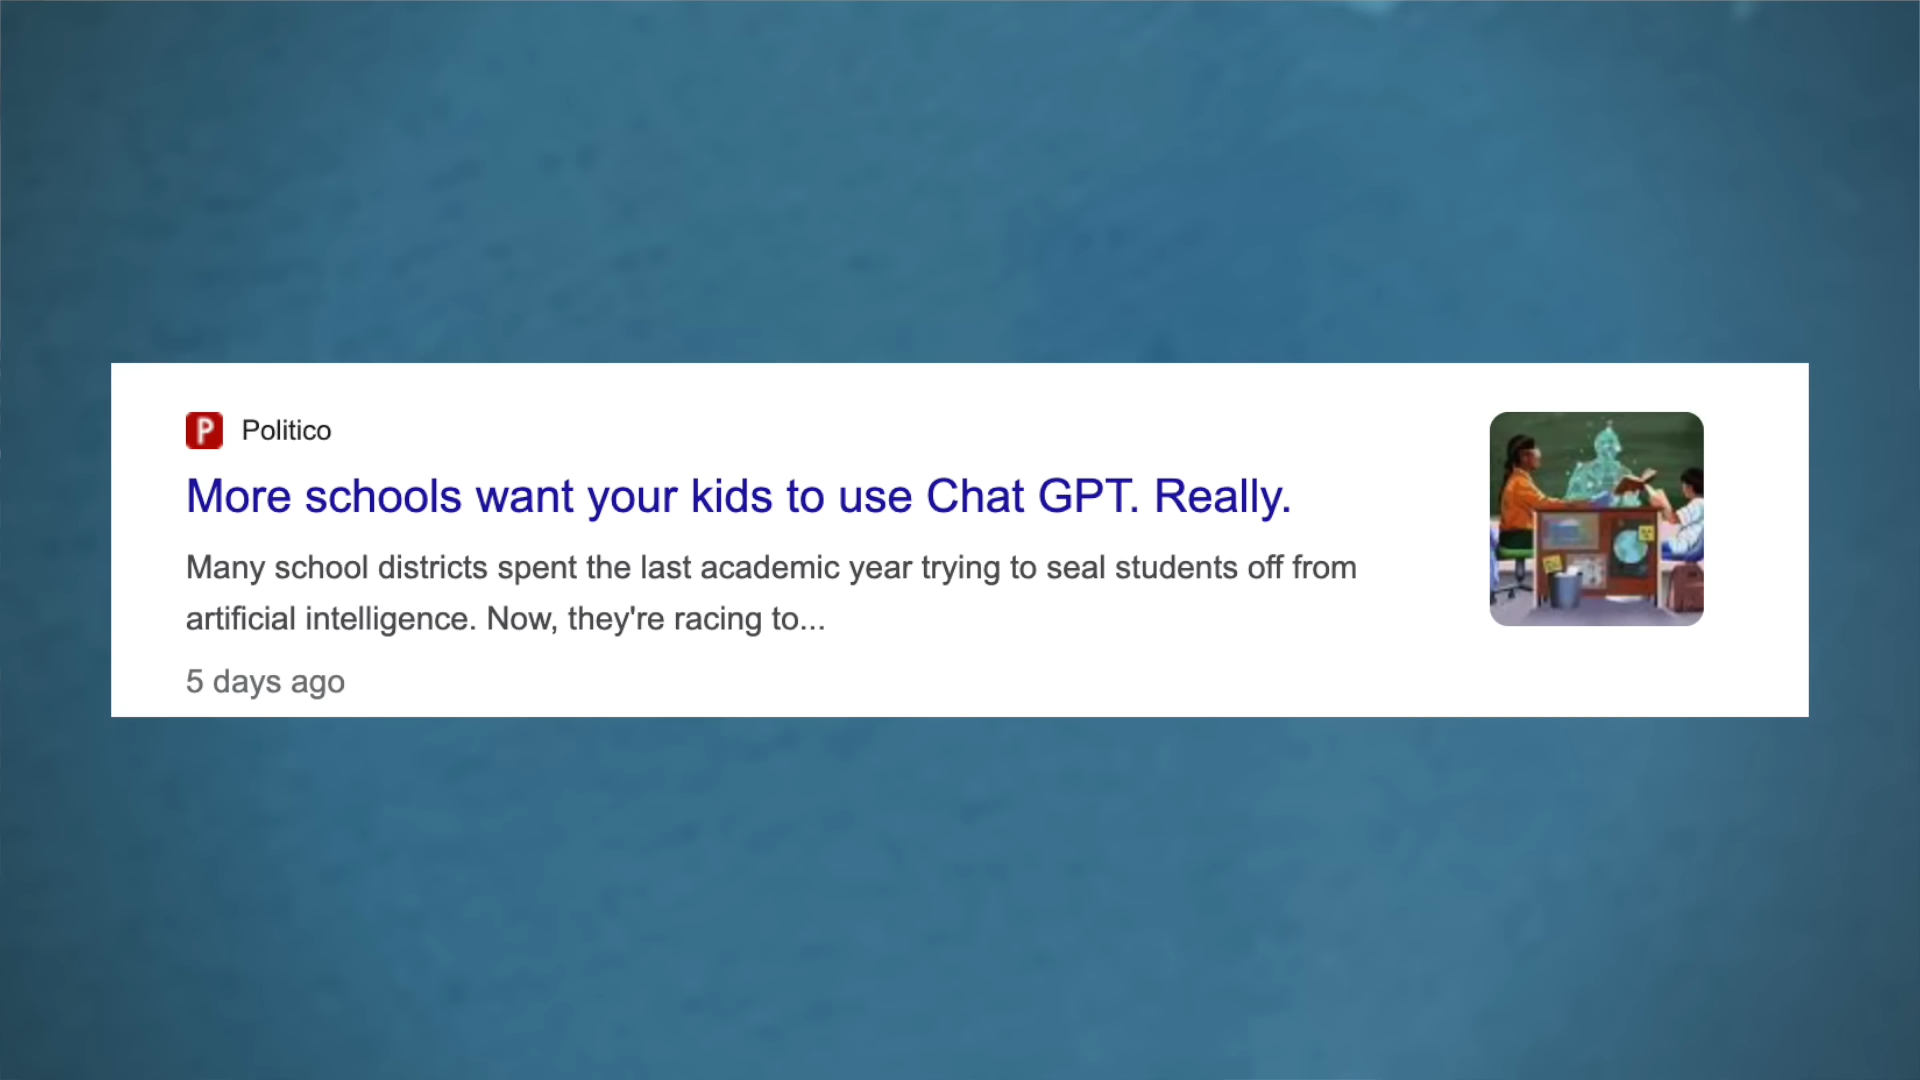 P Politico
More schools want your kids to use Chat GPT. Really.
Many school districts spent the last academic year trying to seal students off from
artificial intelligence. Now, they're racing to...
5 days ago